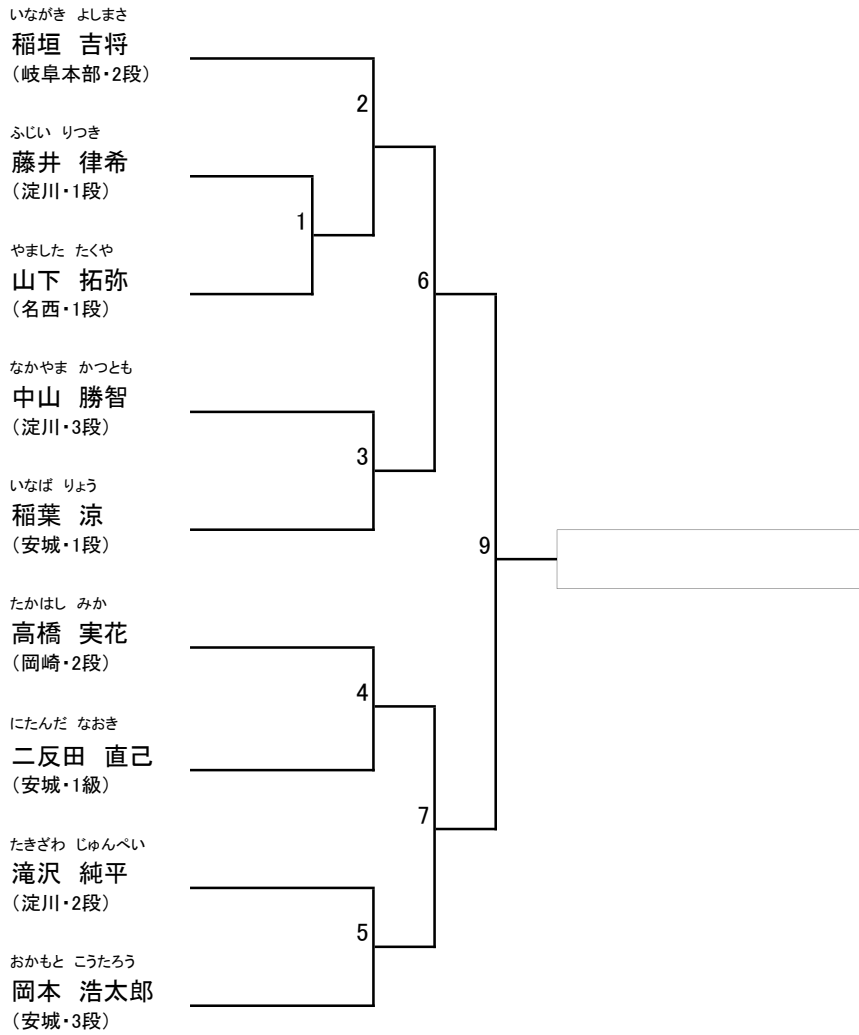 いながき よしまさ
稲垣 吉将
（岐阜本部・2段）
2
ふじい りつき
藤井 律希
（淀川・1段）
1
やました たくや
山下 拓弥
（名西・1段）
6
なかやま かつとも
中山 勝智
（淀川・3段）
3
いなば りょう
稲葉 涼
（安城・1段）
9
たかはし みか
高橋 実花
（岡崎・2段）
4
にたんだ なおき
二反田 直己
（安城・1級）
7
たきざわ じゅんぺい
滝沢 純平
（淀川・2段）
5
おかもと こうたろう
岡本 浩太郎
（安城・3段）